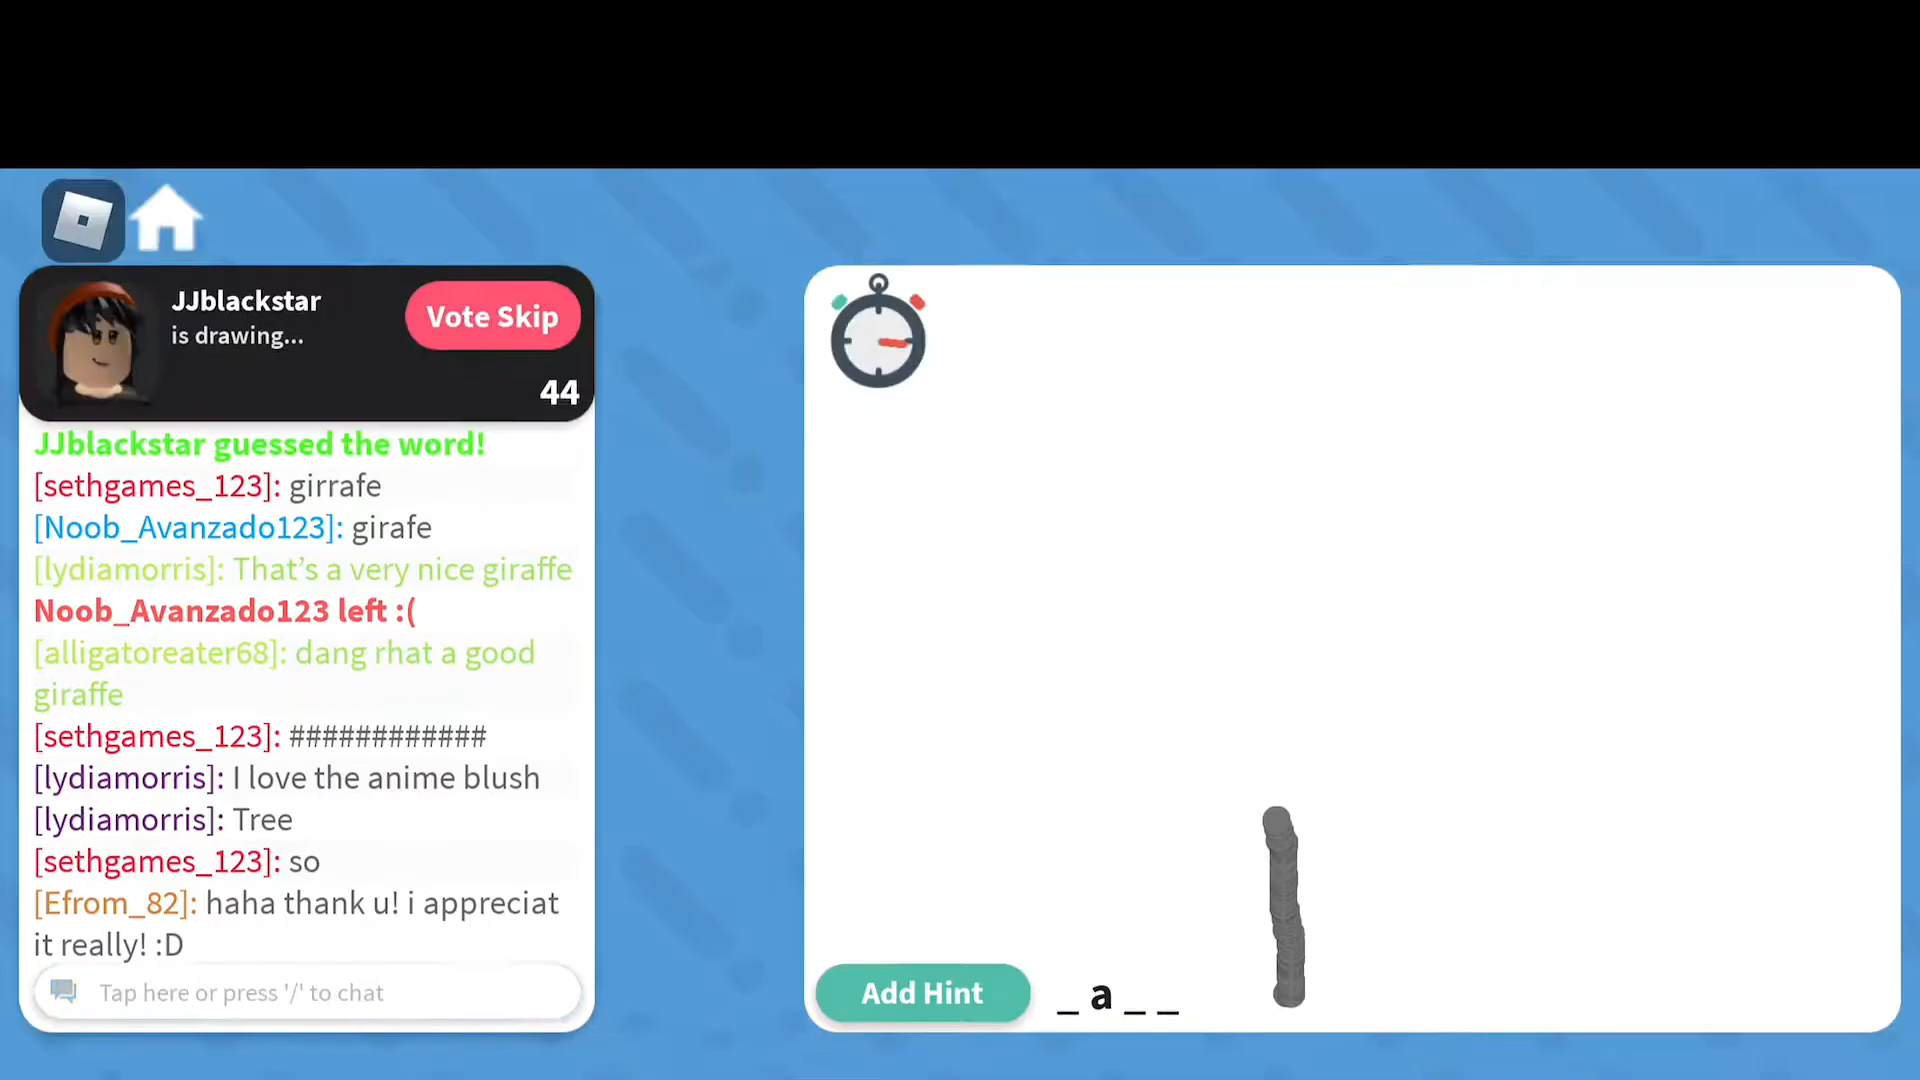 JJblackstar
is drawing...
Vote Skip
44
JJblackstar guessed the word!
[sethgames_123]: girrafe
[Noob_Avanzado123]: girafe
[lydiamorris]: That’s a very nice giraffe
Noob_Avanzado123 left :(
[alligatoreater68]: dang rhat a good
giraffe
[sethgames_123]: ############
[lydiamorris]: I love the anime blush
[lydiamorris]: Tree
[sethgames_123]: so
[Efrom_82]: haha thank u! i appreciat
it really! :D
Tap here or press '/' to chat
Add Hint
_ a _ _